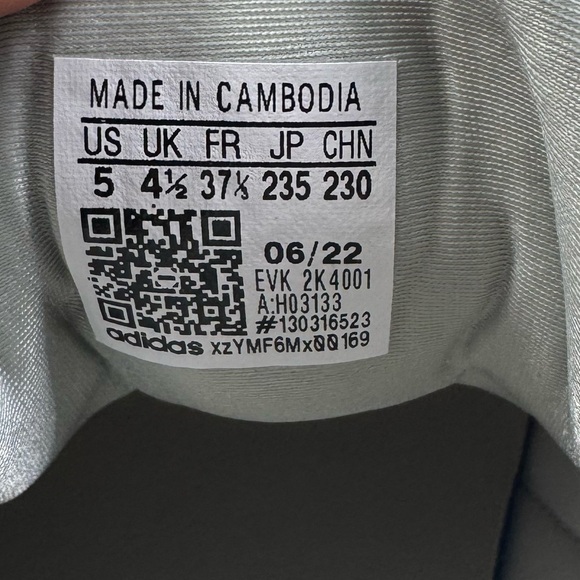 MADE IN CAMBODIA
US UK FR JP CHN
5 4½ 37⅓ 235 230
06/22
EVK 2K4001
A:H03133
#130316523
adidas xzYMF6Mx00169